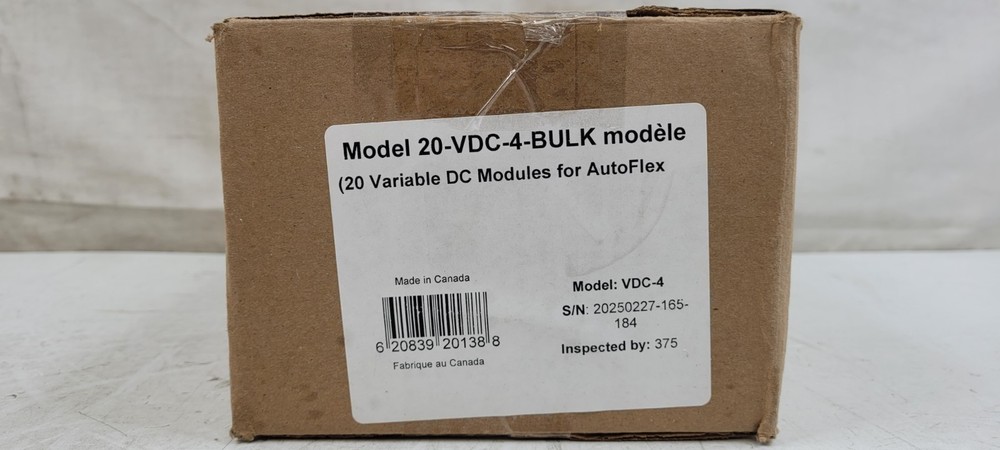 Model 20-VDC-4-BULK modèle
(20 Variable DC Modules for AutoFlex
Made in Canada
6 20839 20138 8
Fabrique au Canada
Model: VDC-4
S/N: 20250227-165-
184
Inspected by: 375